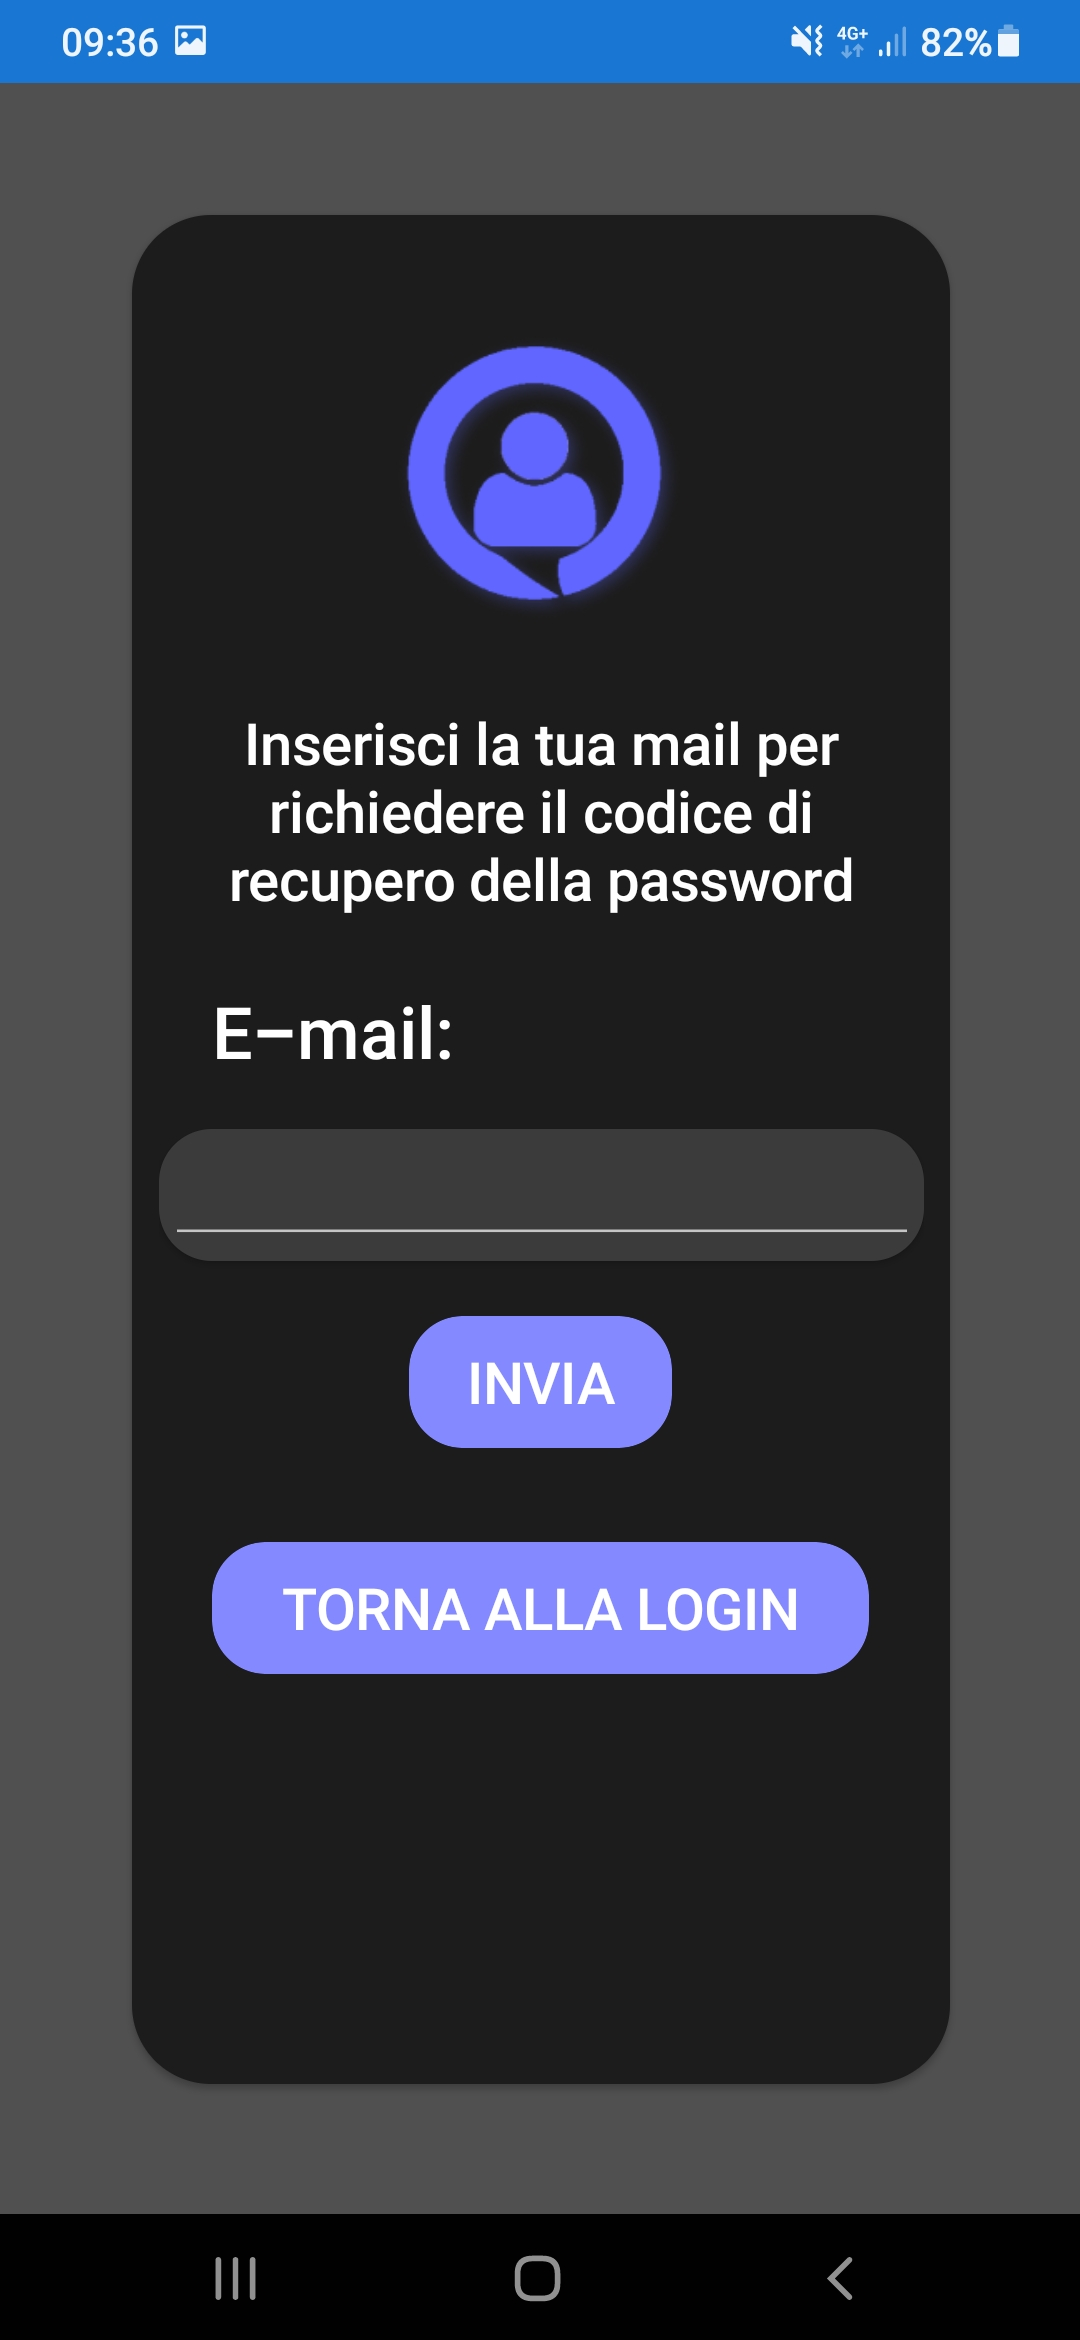 09:36
4G+ 82%
Inserisci la tua mail per
richiedere il codice di
recupero della password
E-mail:
INVIA
TORNA ALLA LOGIN